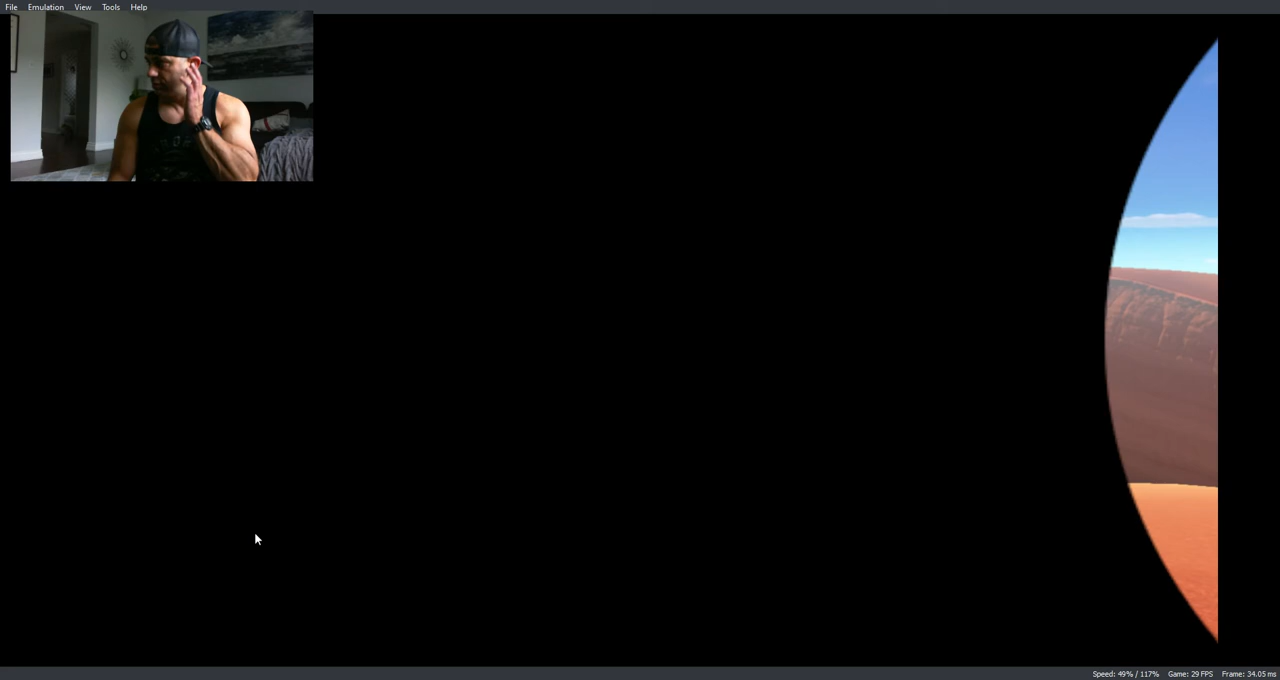 File Emulation View Tools Help
Speed: 49% / 117% Game: 29 FPS Frame: 34.05 ms